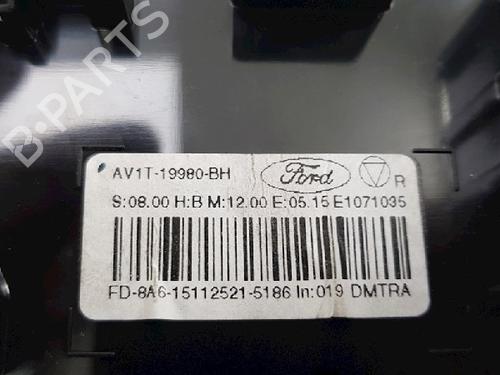 B-PARTS
AV1T-19980-BH Ford R
S:08.00 H:B M:12.00 E:05.15 E1071035
FD-8A6-15112521-5186 In:019 DMTRA